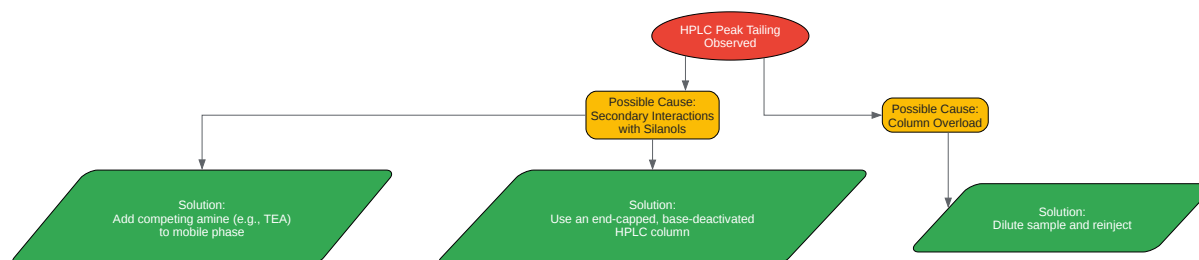 HPLC Peak Tailing
Observed
Possible Cause:
Secondary Interactions
with Silanols
Possible Cause:
Column Overload
Solution:
Add competing amine (e.g., TEA)
to mobile phase
Solution:
Use an end-capped, base-deactivated
HPLC column
Solution:
Dilute sample and reinject